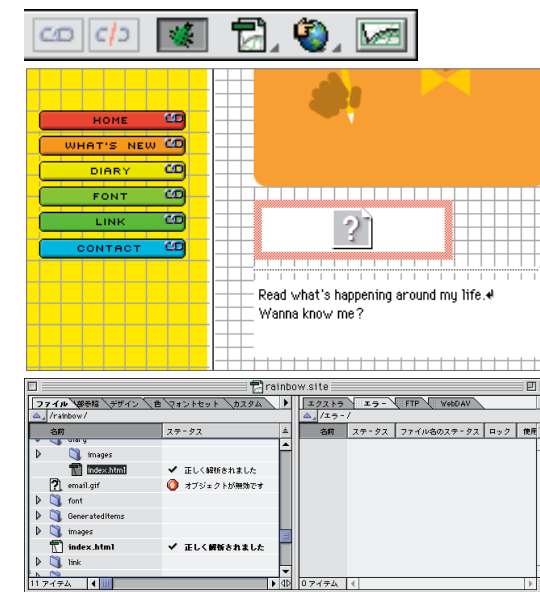 HOME
WHAT'S NEW
DIARY
FONT
LINK
CONTACT
?
Read what's happening around my life.↲
Wanna know me?
rainbow.site
ファイル 外部参照 デザイン 色 フォントセット カスタム
エクストラ エラー FTP WebDAV
/rainbow/
/エラー/
名前 ステータス
名前 ステータス ファイル名のステータス ロック 使用
diary
images
index.html ✓ 正しく解析されました
email.gif オブジェクトが無効です
font
GeneratedItems
images
index.html ✓ 正しく解析されました
link
11 アイテム
0 アイテム